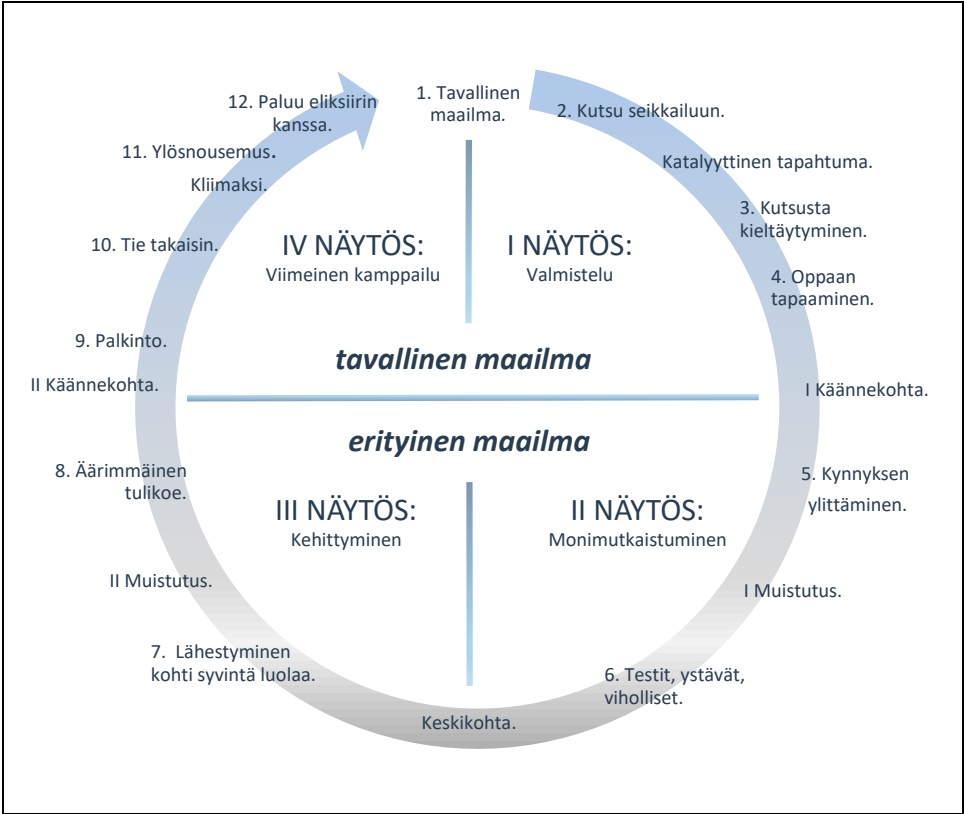 1. Tavallinen
maailma.
2. Kutsu seikkailuun.
Katalyyttinen tapahtuma.
3. Kutsusta
kieltäytyminen.
4. Oppaan
tapaaminen.
I Käännekohta.
5. Kynnyksen
ylittäminen.
I Muistutus.
6. Testit, ystävät,
viholliset.
Keskikohta.
7. Lähestyminen
kohti syvintä luolaa.
II Muistutus.
8. Äärimmäinen
tulikoe.
II Käännekohta.
9. Palkinto.
10. Tie takaisin.
Kliimaksi.
11. Ylösnousemus.
12. Paluu eliksiirin
kanssa.
IV NÄYTÖS:
Viimeinen kamppailu
I NÄYTÖS:
Valmistelu
tavallinen maailma
erityinen maailma
III NÄYTÖS:
Kehittyminen
II NÄYTÖS:
Monimutkaistuminen